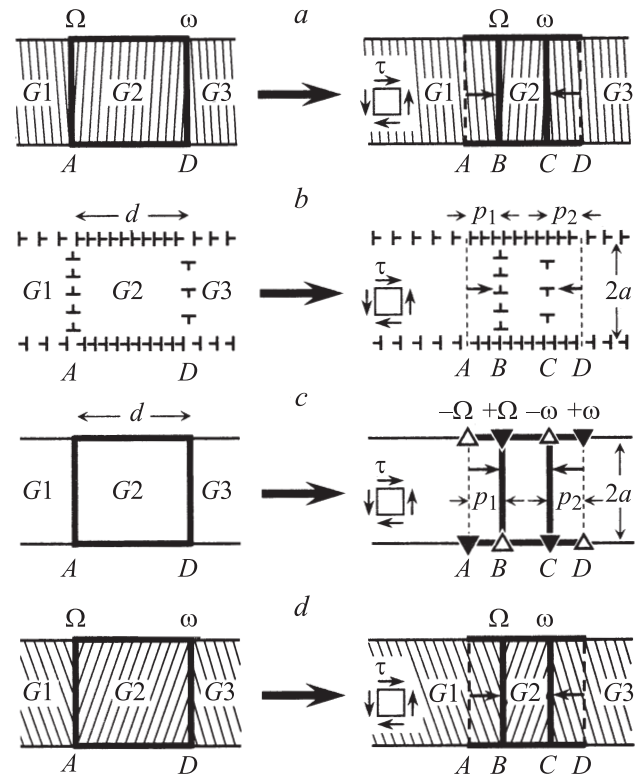 a
Ω ω Ω ω
G1 G2 G3 τ G1 G2 G3
A D A B C D
b
d p1 p2
G1 G2 G3 τ 2a
A D A B C D
c
d –Ω +Ω –ω +ω
G1 G2 G3 τ p1 p2 2a
A D A B C D
d
Ω ω Ω ω
G1 G2 G3 τ G1 G2 G3
A D A B C D